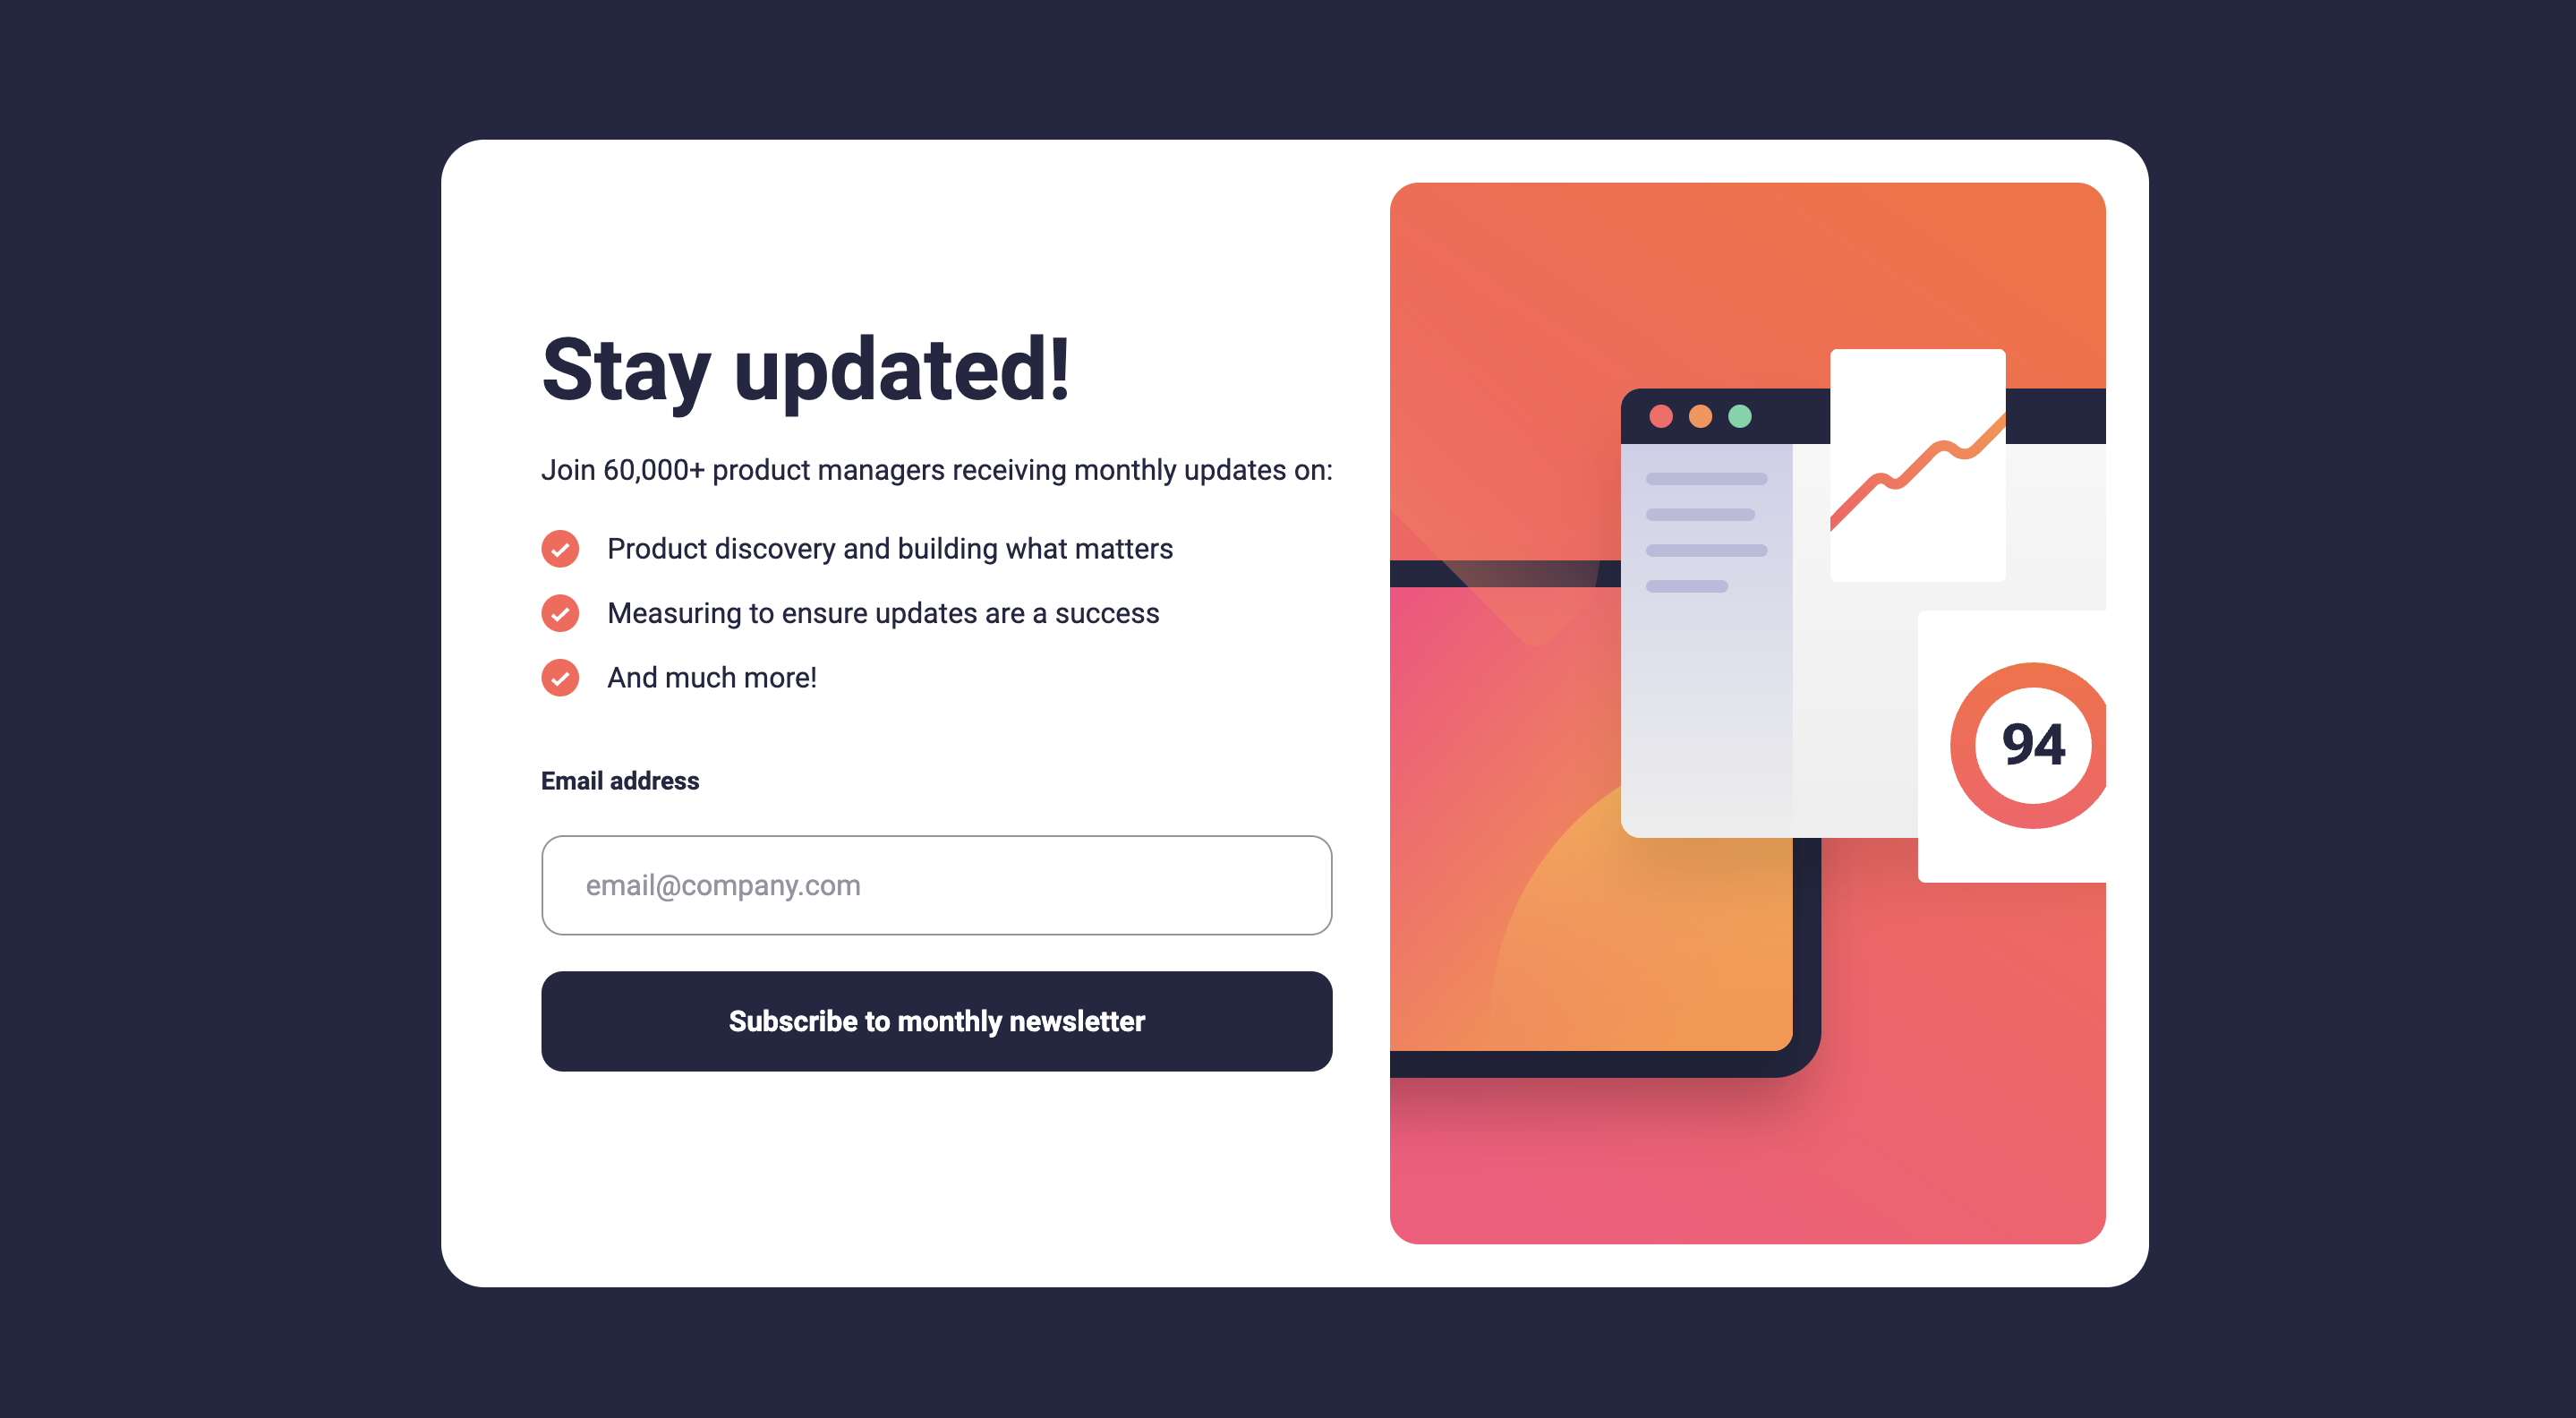 Stay updated!
Join 60,000+ product managers receiving monthly updates on:
Product discovery and building what matters
Measuring to ensure updates are a success
And much more!
Email address
email@company.com
Subscribe to monthly newsletter
94